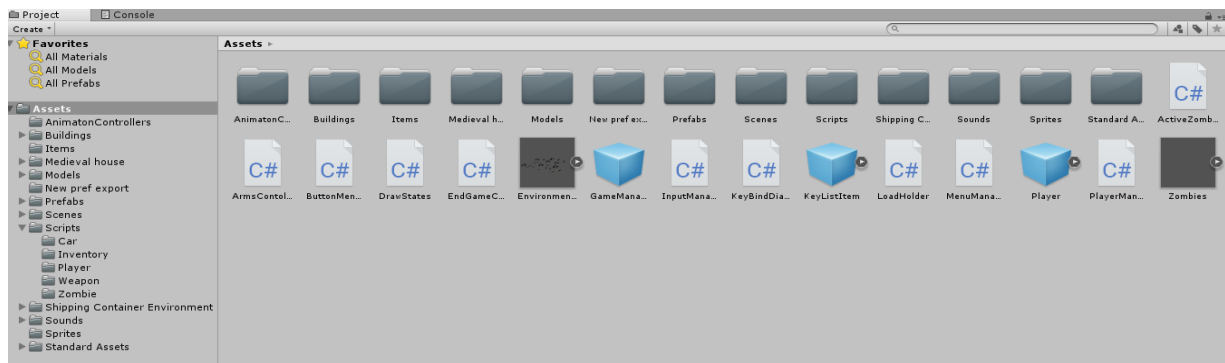 Project Console
Create
Favorites
All Materials
All Models
All Prefabs
Assets
AnimatonControllers
Buildings
Items
Medieval house
Models
New pref export
Prefabs
Scenes
Scripts
Car
Inventory
Player
Weapon
Zombie
Shipping Container Environment
Sounds
Sprites
Standard Assets
Assets
AnimatonC... Buildings Items Medieval h... Models New pref ex... Prefabs Scenes Scripts Shipping C... Sounds Sprites Standard A... ActiveZomb...
C#
C# C# C# C# C# C# C# C# C#
ArmsContol... ButtonMen... DrawStates EndGameC... Environmen... GameMana... InputMana... KeyBindDia... KeyListItem LoadHolder MenuMana... Player PlayerMan... Zombies